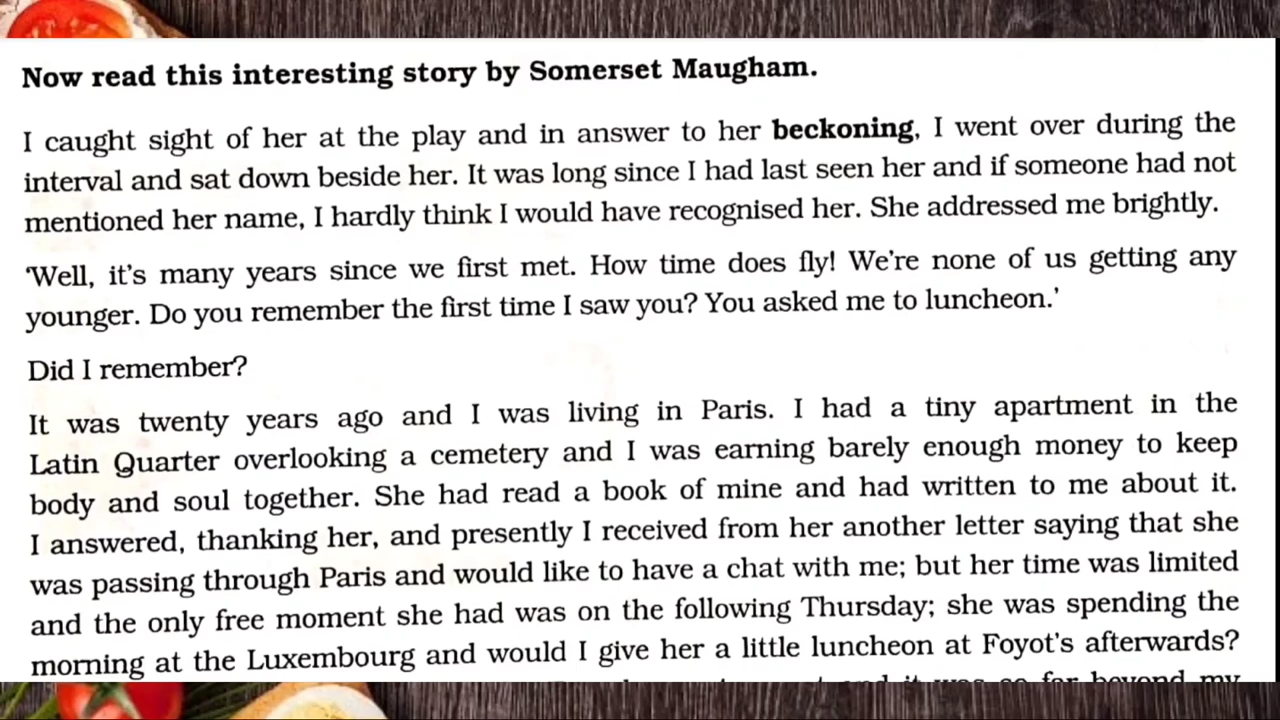 Now read this interesting story by Somerset Maugham.
I caught sight of her at the play and in answer to her beckoning, I went over during the
interval and sat down beside her. It was long since I had last seen her and if someone had not
mentioned her name, I hardly think I would have recognised her. She addressed me brightly.
‘Well, it’s many years since we first met. How time does fly! We’re none of us getting any
younger. Do you remember the first time I saw you? You asked me to luncheon.’
Did I remember?
It was twenty years ago and I was living in Paris. I had a tiny apartment in the
Latin Quarter overlooking a cemetery and I was earning barely enough money to keep
body and soul together. She had read a book of mine and had written to me about it.
I answered, thanking her, and presently I received from her another letter saying that she
was passing through Paris and would like to have a chat with me; but her time was limited
and the only free moment she had was on the following Thursday; she was spending the
morning at the Luxembourg and would I give her a little luncheon at Foyot’s afterwards?
and it was so far beyond my